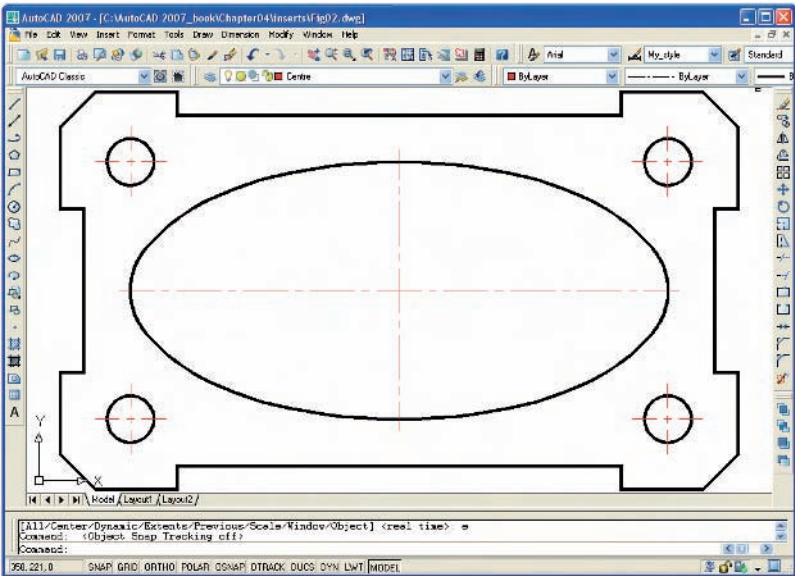 AutoCAD 2007 - [C:\AutoCAD 2007_book\Chapter04\inserts\Fig02.dwg]
File Edit View Insert Format Tools Draw Dimension Modify Window Help
Arial My_style Standard
AutoCAD Classic Centre ByLayer ByLayer B
A
Y
X
Model Layout1 Layout2
[All/Center/Dynamic/Extents/Previous/Scale/Window/Object] <real time> e
Command: <Object Snap Tracking off>
Command:
350, 221, 0 SNAP GRID ORTHO POLAR OSNAP OTRACK DUCS DYN LWT MODEL